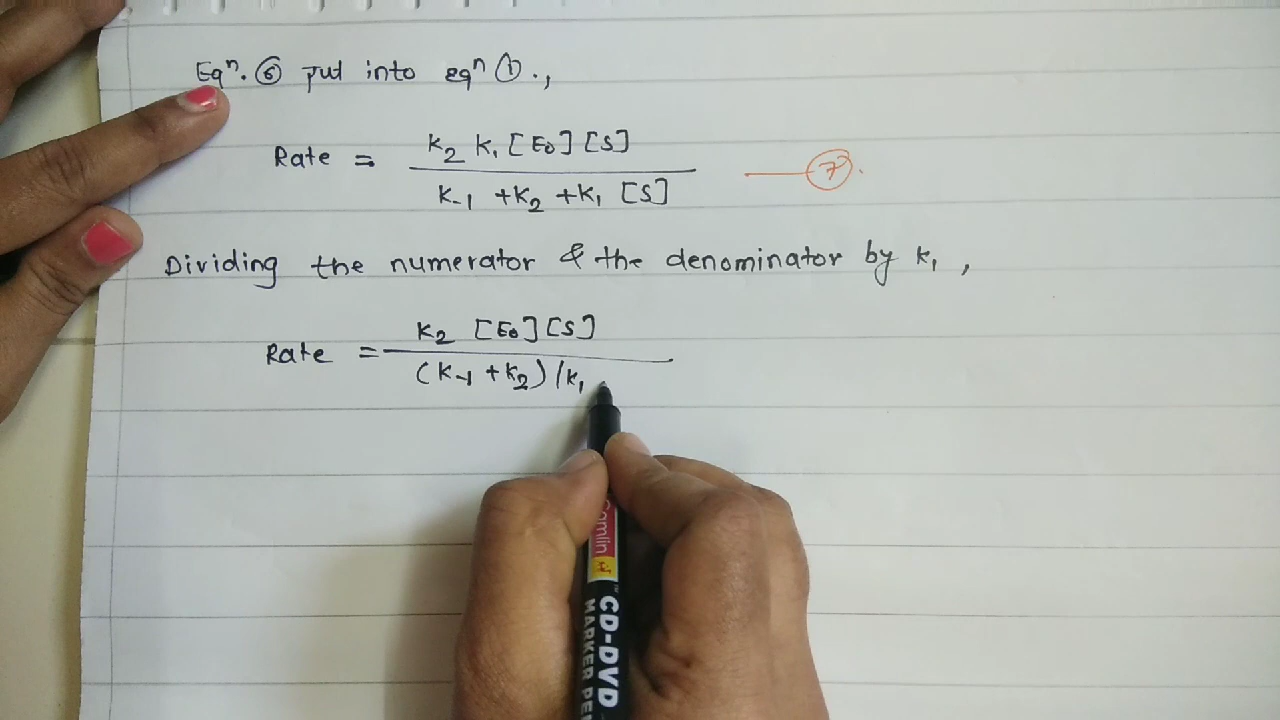 Eqⁿ. ⑥ put into eqⁿ ①.,
Rate = k₂ k₁ [E₀] [S] / k₋₁ + k₂ + k₁ [S] —— ⑦.
Dividing the numerator & the denominator by k₁ ,
Rate = k₂ [E₀] [S] / (k₋₁ + k₂) / k₁
Camlin
CD-DVD
MARKER PEN